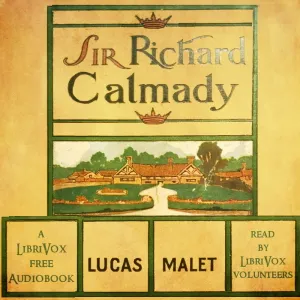 SIR RICHARD
CALMADY
A
LIBRIVOX
FREE
AUDIOBOOK
LUCAS MALET
READ
BY
LIBRIVOX
VOLUNTEERS